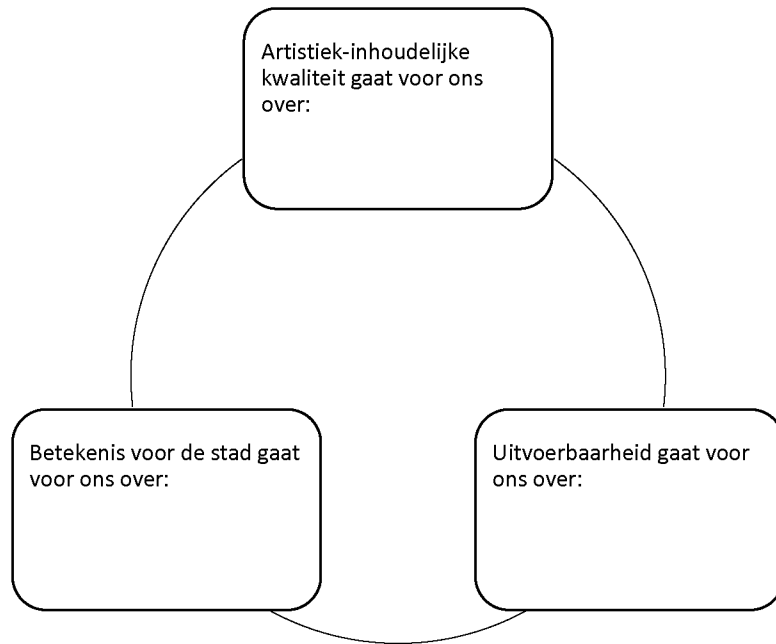 Artistiek-inhoudelijke
kwaliteit gaat voor ons
over:
Betekenis voor de stad gaat
voor ons over:
Uitvoerbaarheid gaat voor
ons over: